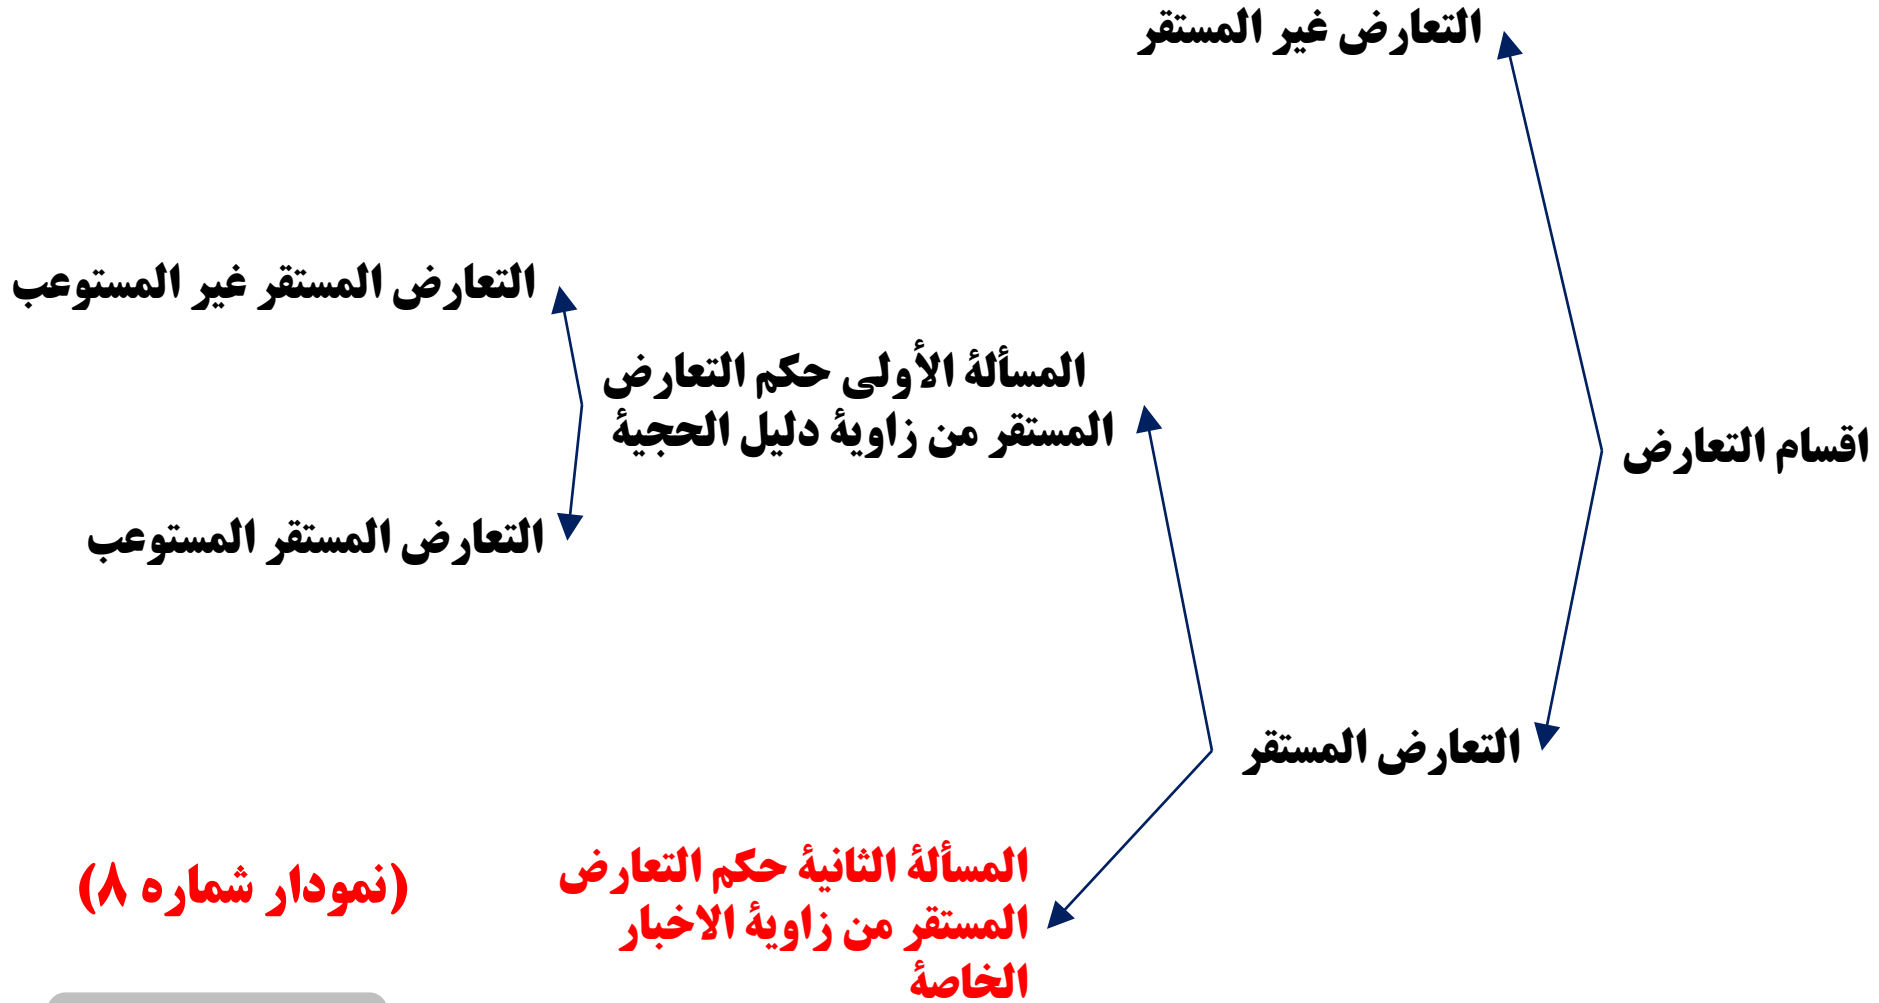 اقسام التعارض
التعارض غير المستقر
التعارض المستقر
المسألة الأولى حكم التعارض
المستقر من زاوية دليل الحجية
التعارض المستقر غير المستوعب
التعارض المستقر المستوعب
المسألة الثانية حكم التعارض
المستقر من زاوية الاخبار
الخاصة
(نمودار شماره ۸)